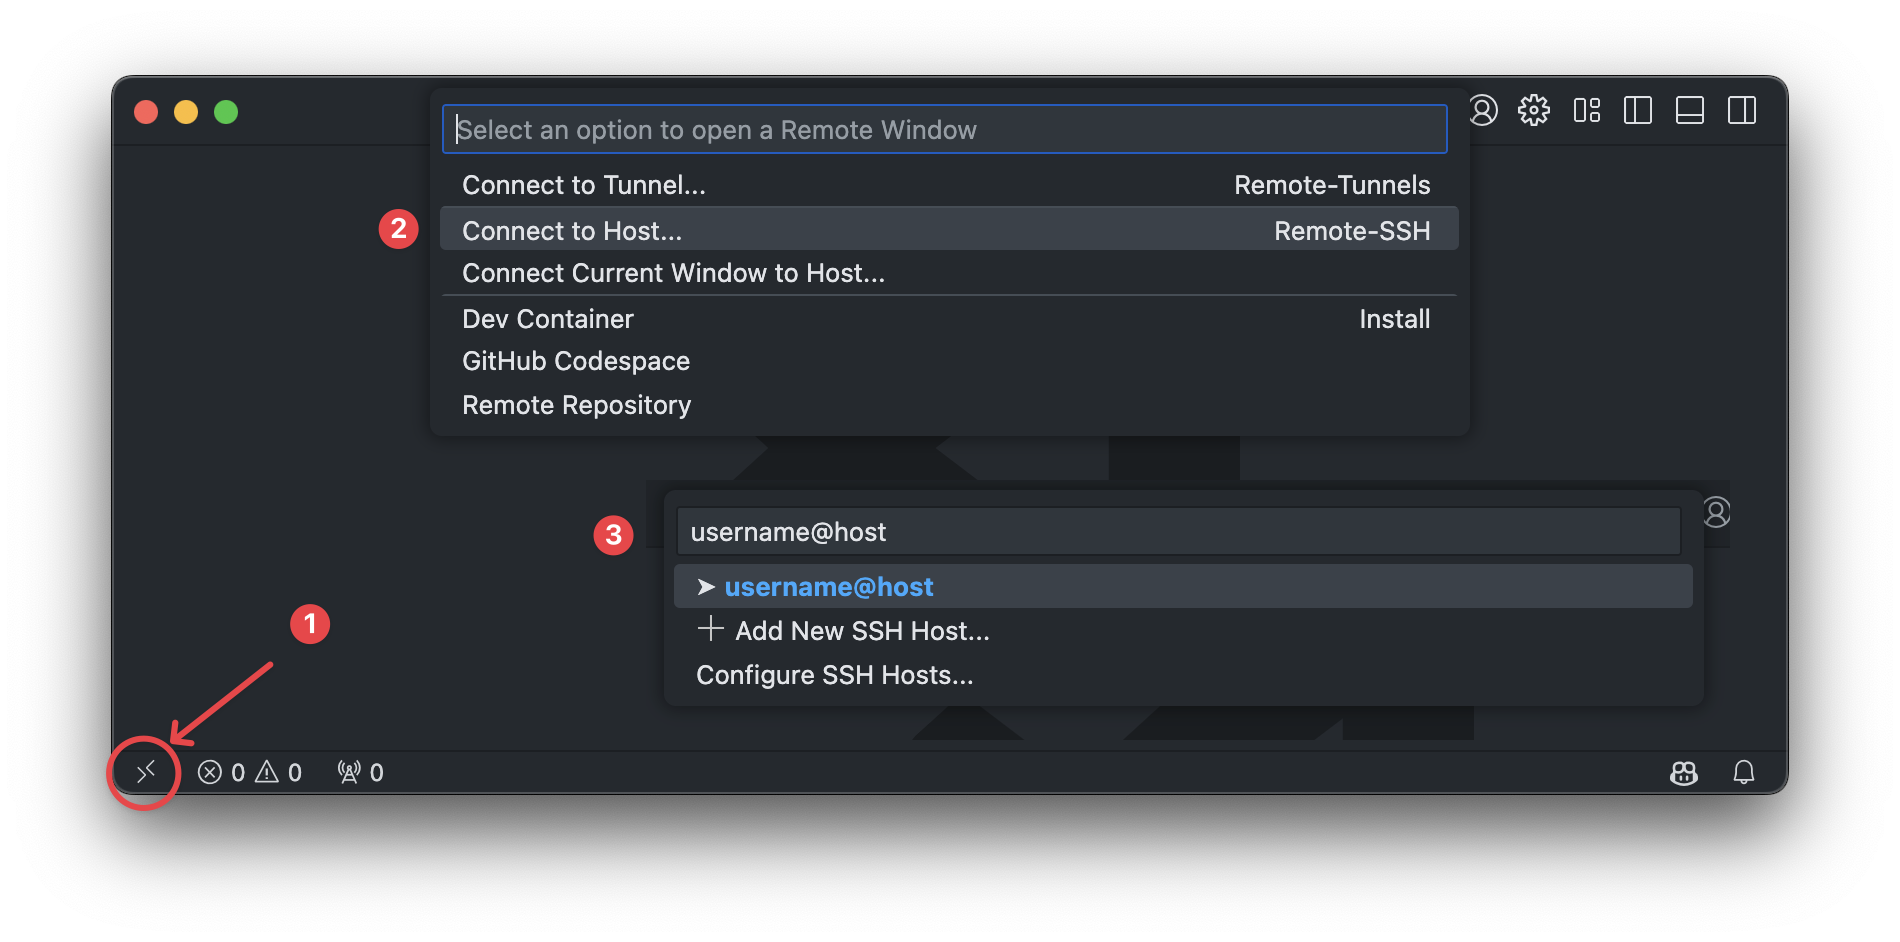 Select an option to open a Remote Window
Connect to Tunnel... Remote-Tunnels
2
Connect to Host... Remote-SSH
Connect Current Window to Host...
Dev Container Install
GitHub Codespace
Remote Repository
3
username@host
username@host
Add New SSH Host...
Configure SSH Hosts...
1
0 0 0